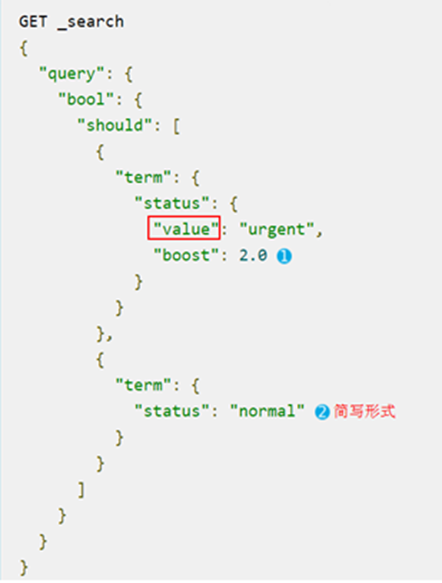 GET _search
{
"query": {
"bool": {
"should": [
{
"term": {
"status": {
"value": "urgent",
"boost": 2.0 1
}
}
},
{
"term": {
"status": "normal" 2 简写形式
}
}
]
}
}
}